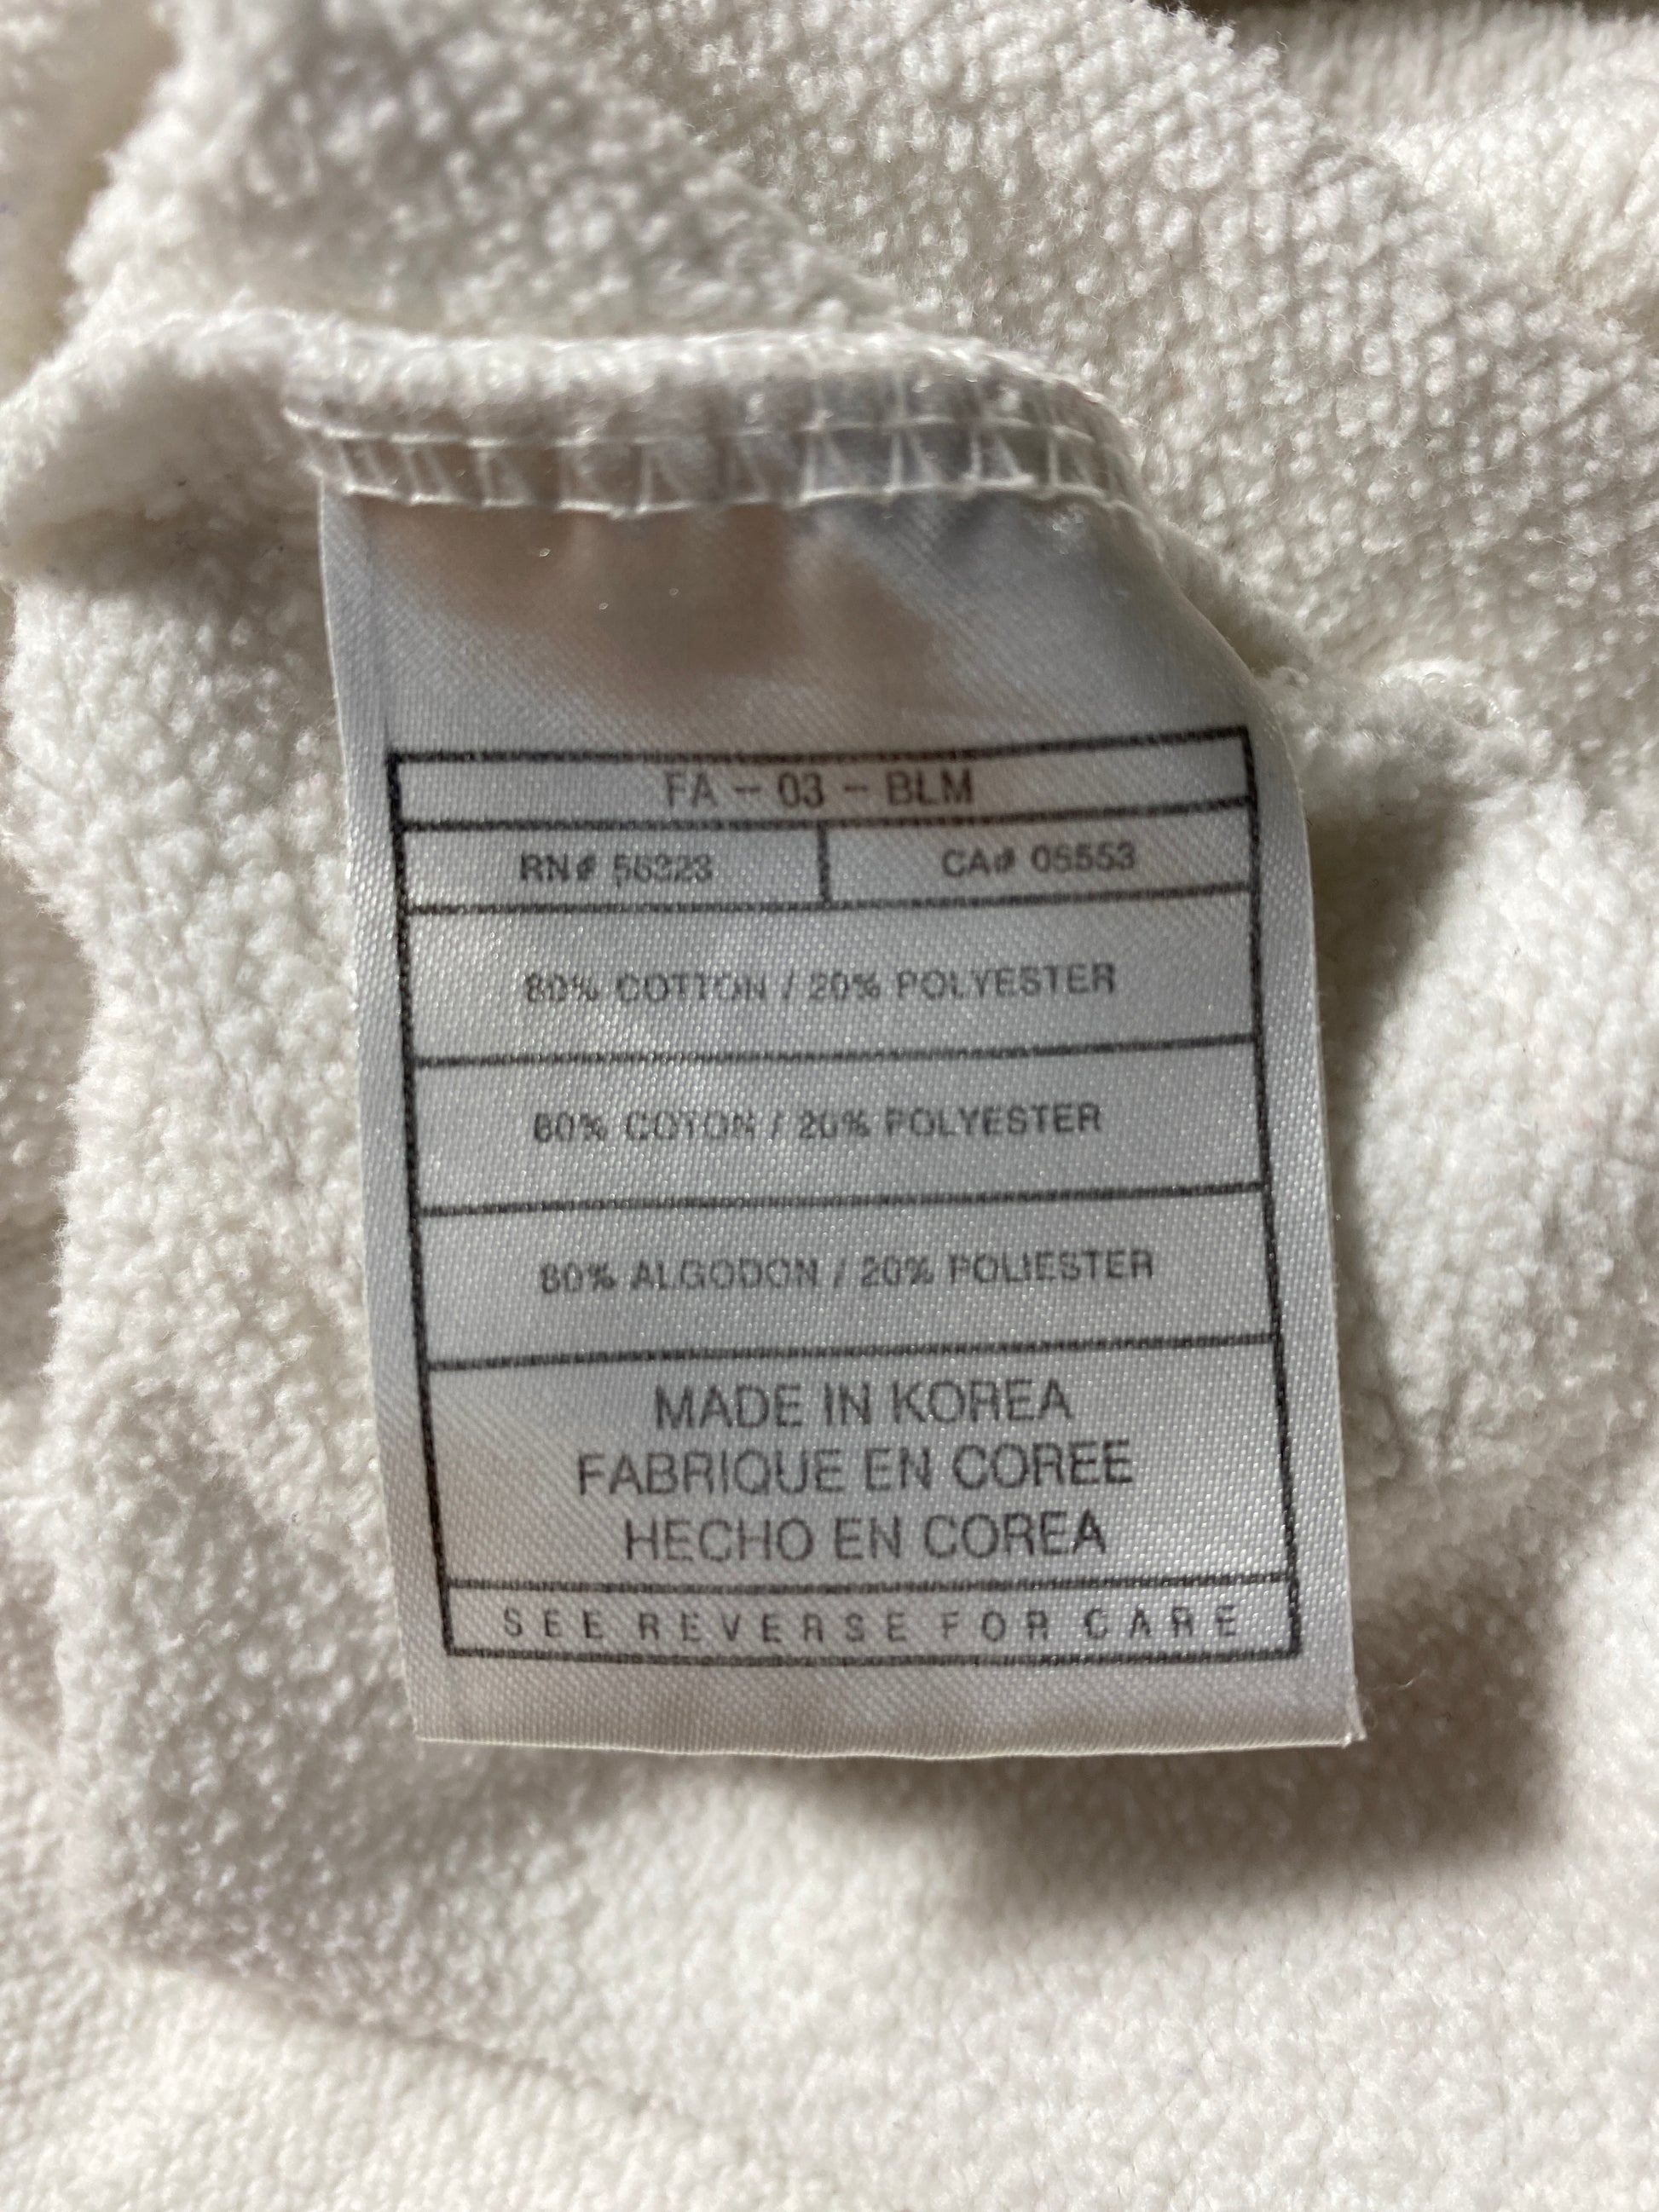 FA - 03 - BLM
RN# 56323 CA# 05553
80% COTTON / 20% POLYESTER
80% COTON / 20% POLYESTER
80% ALGODON / 20% POLIESTER
MADE IN KOREA
FABRIQUE EN COREE
HECHO EN COREA
SEE REVERSE FOR CARE